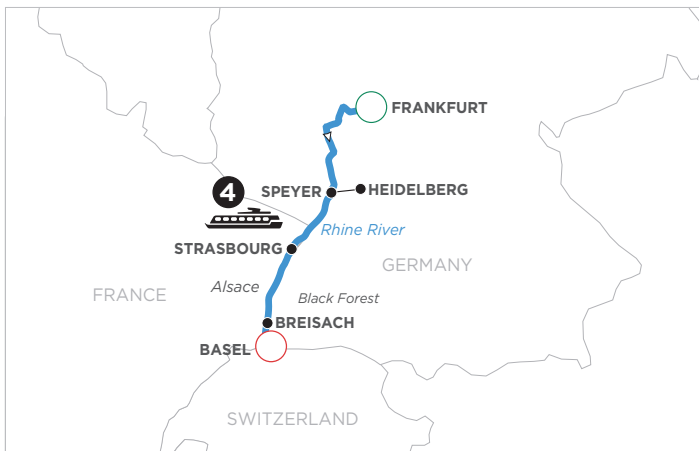 FRANKFURT
4
SPEYER
HEIDELBERG
Rhine River
STRASBOURG
GERMANY
Alsace
FRANCE
Black Forest
BREISACH
BASEL
SWITZERLAND